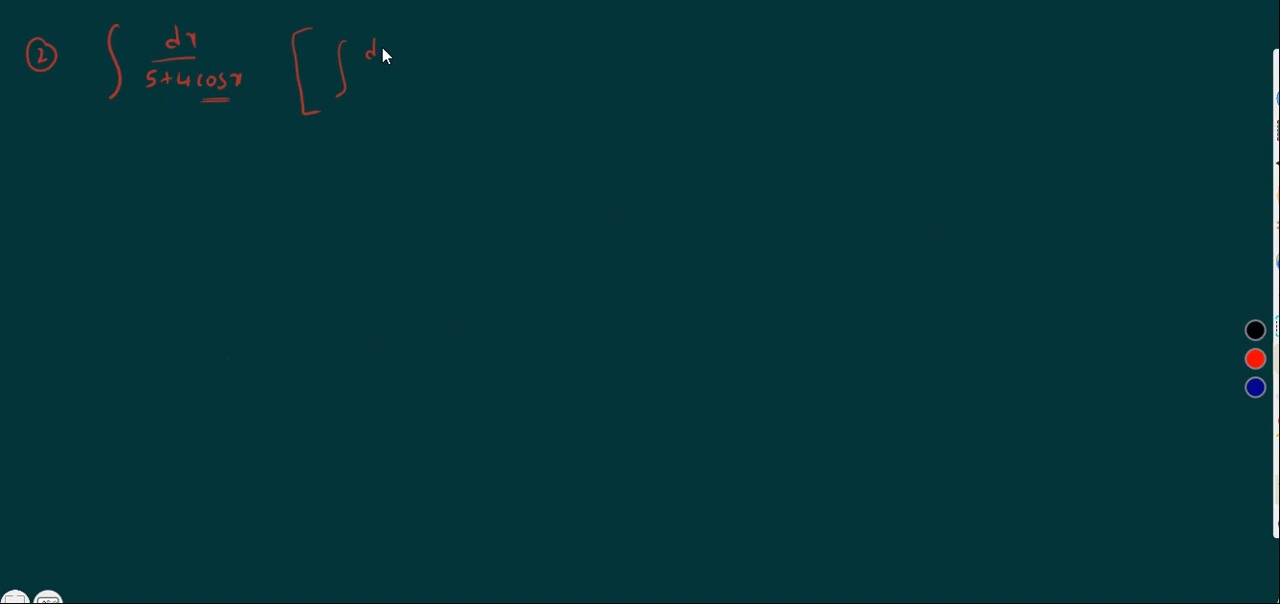 ② ∫ dx / (5+4cosx) [ ∫ d